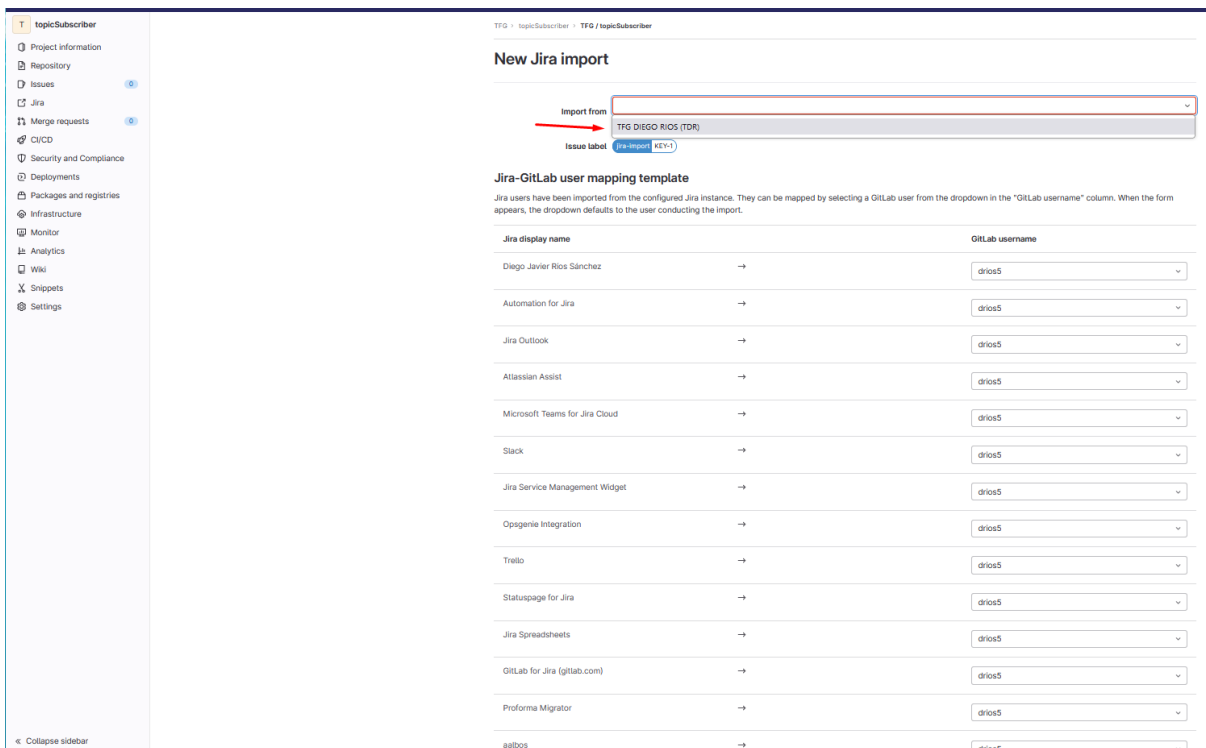 T topicSubscriber
Project information
Repository
Issues 0
Jira
Merge requests 0
CI/CD
Security and Compliance
Deployments
Packages and registries
Infrastructure
Monitor
Analytics
Wiki
Snippets
Settings
« Collapse sidebar
TFG > topicSubscriber > TFG / topicSubscriber
New Jira import
Import from
TFG DIEGO RIOS (TDR)
Issue label jira-import KEY-1
Jira-GitLab user mapping template
Jira users have been imported from the configured Jira instance. They can be mapped by selecting a GitLab user from the dropdown in the "GitLab username" column. When the form
appears, the dropdown defaults to the user conducting the import.
Jira display name GitLab username
Diego Javier Rios Sánchez → drios5
Automation for Jira → drios5
Jira Outlook → drios5
Atlassian Assist → drios5
Microsoft Teams for Jira Cloud → drios5
Slack → drios5
Jira Service Management Widget → drios5
Opsgenie Integration → drios5
Trello → drios5
Statuspage for Jira → drios5
Jira Spreadsheets → drios5
GitLab for Jira (gitlab.com) → drios5
Proforma Migrator → drios5
aalbos →